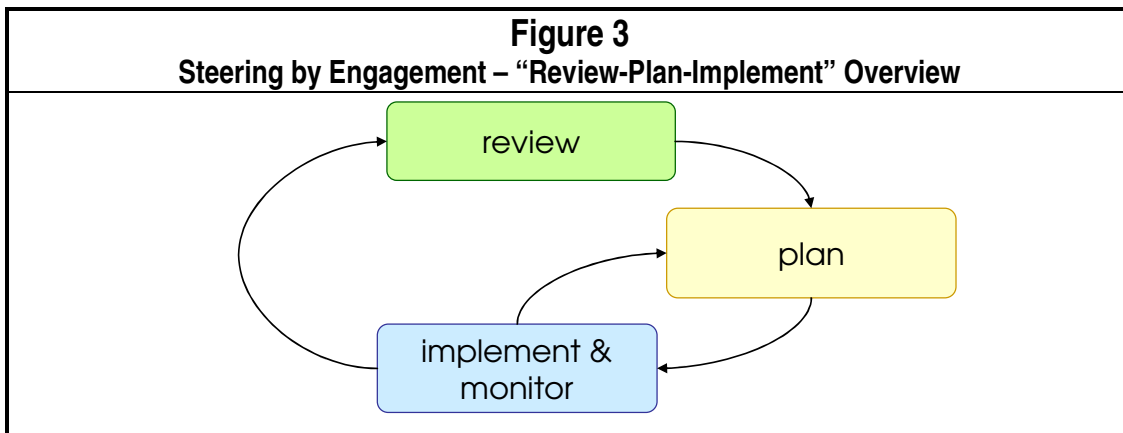 Figure 3
Steering by Engagement – “Review-Plan-Implement” Overview
review
plan
implement &
monitor